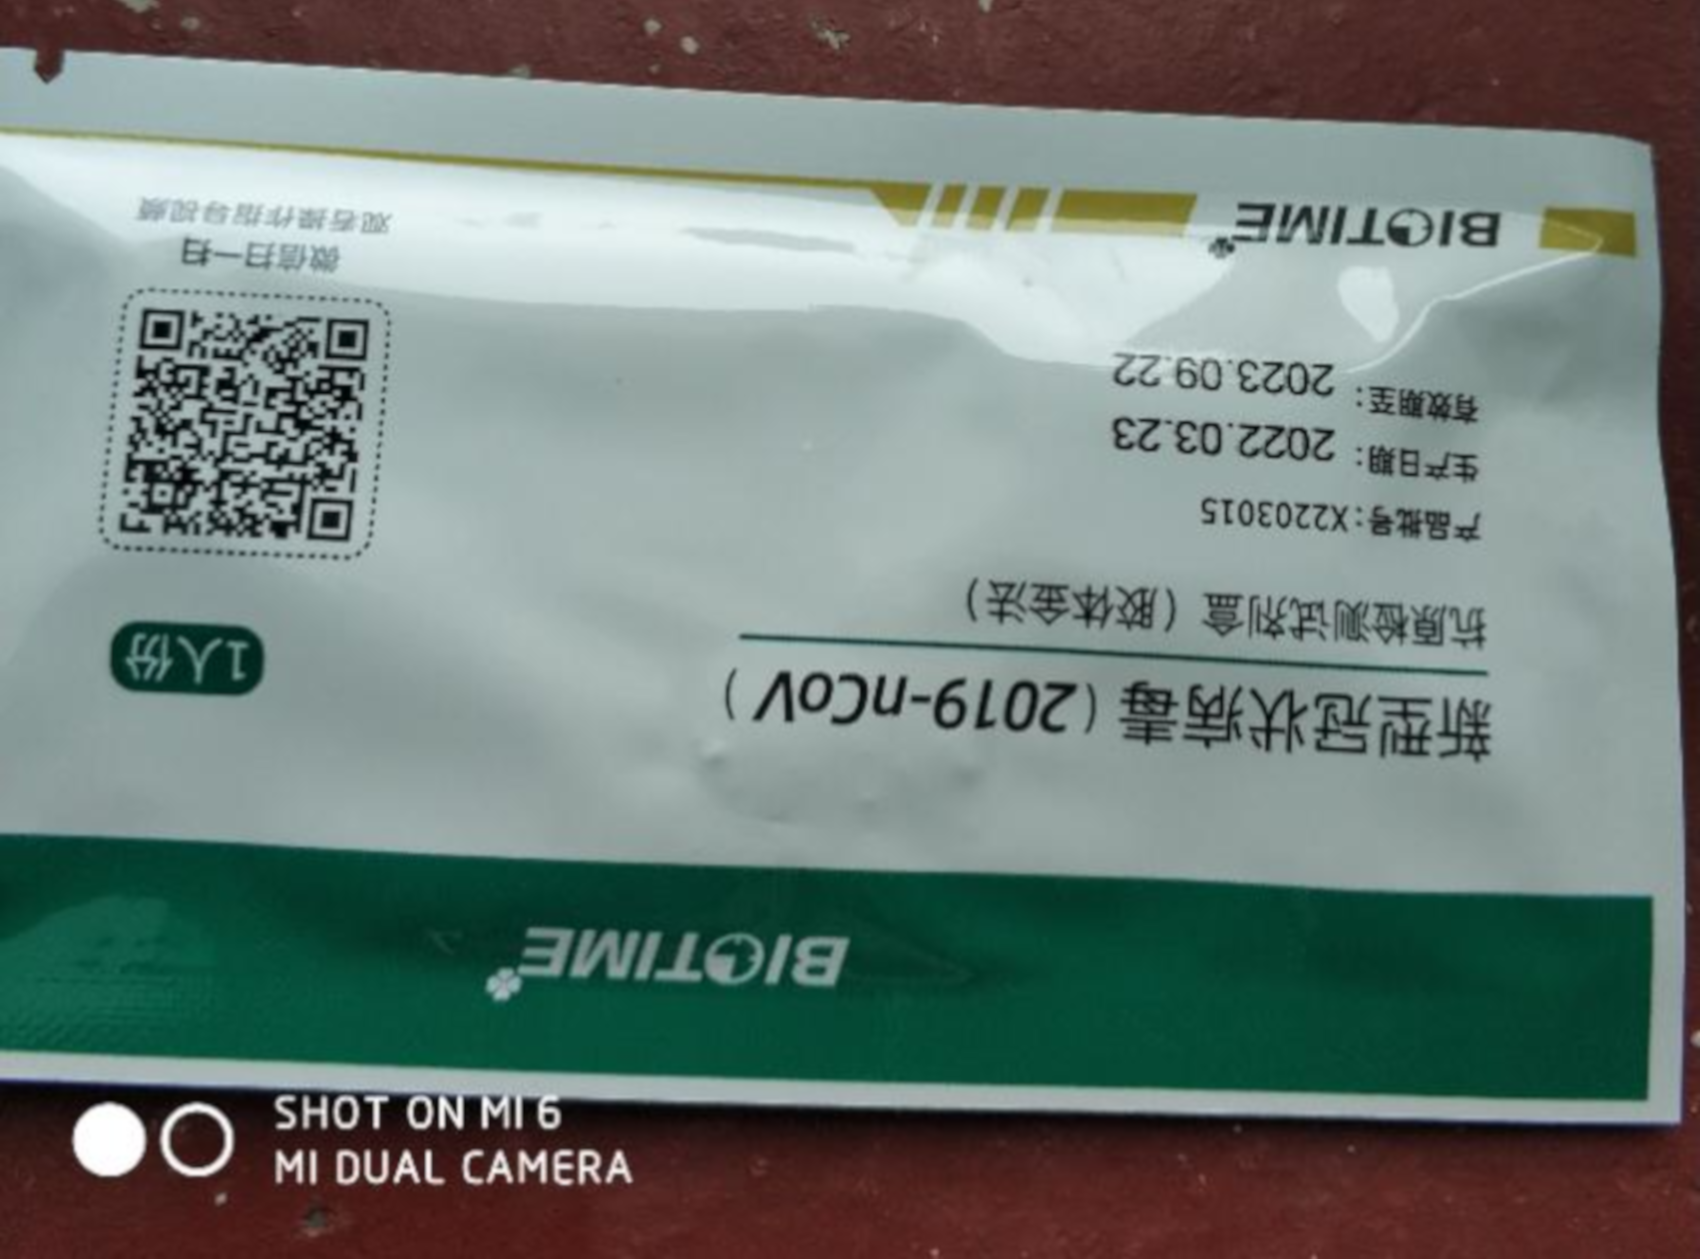 BIOTIME
新型冠状病毒（2019-nCoV）
抗原检测试剂盒（胶体金法）
1人份
产品批号：X2203015
生产日期：2022.03.23
有效期至：2023.09.22
微信扫一扫
观看操作指导视频
BIOTIME
SHOT ON MI 6
MI DUAL CAMERA